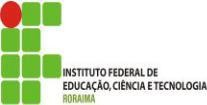 INSTITUTO FEDERAL DE
EDUCAÇÃO, CIÊNCIA E TECNOLOGIA
RORAIMA